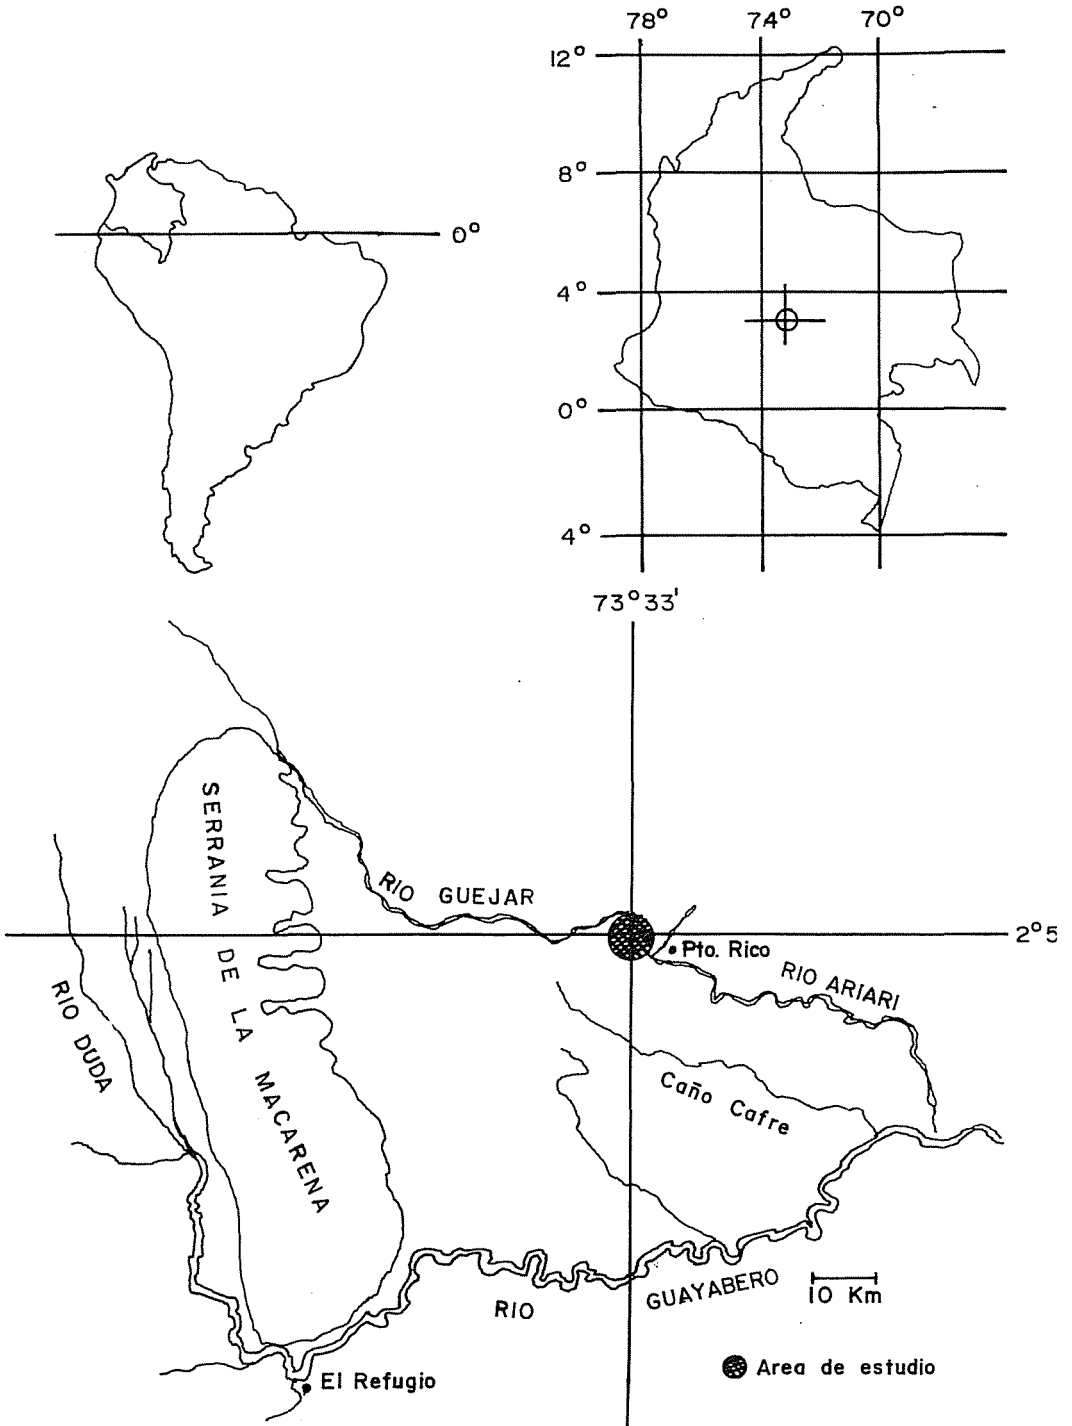 78° 74° 70°
12°
8°
0°
4°
0°
4°
73°33'
SERRANIA DE LA MACARENA
RIO GUEJAR
2°5
Pto. Rico
RIO ARIARI
RIO DUDA
Caño Cafre
RIO GUAYABERO
10 Km
Area de estudio
El Refugio